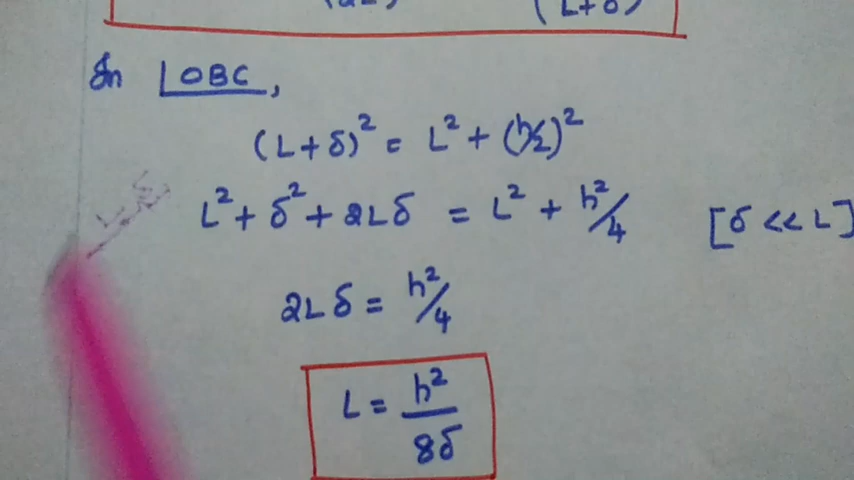 (L+δ)
In LOBC,
(L+δ)² = L² + (h/2)²
L² + δ² + 2Lδ = L² + h²/4 [δ << L]
2Lδ = h²/4
L = h²/8δ